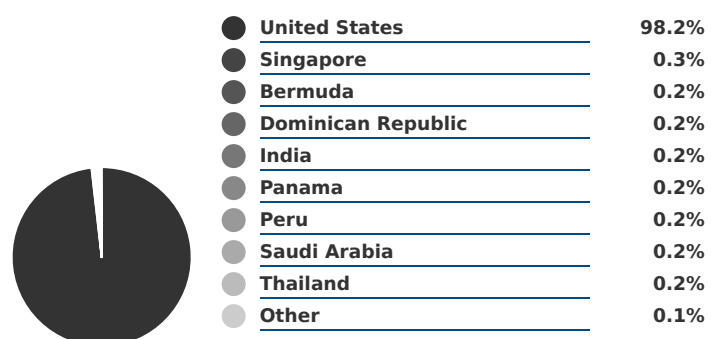 United States 98.2%
Singapore 0.3%
Bermuda 0.2%
Dominican Republic 0.2%
India 0.2%
Panama 0.2%
Peru 0.2%
Saudi Arabia 0.2%
Thailand 0.2%
Other 0.1%